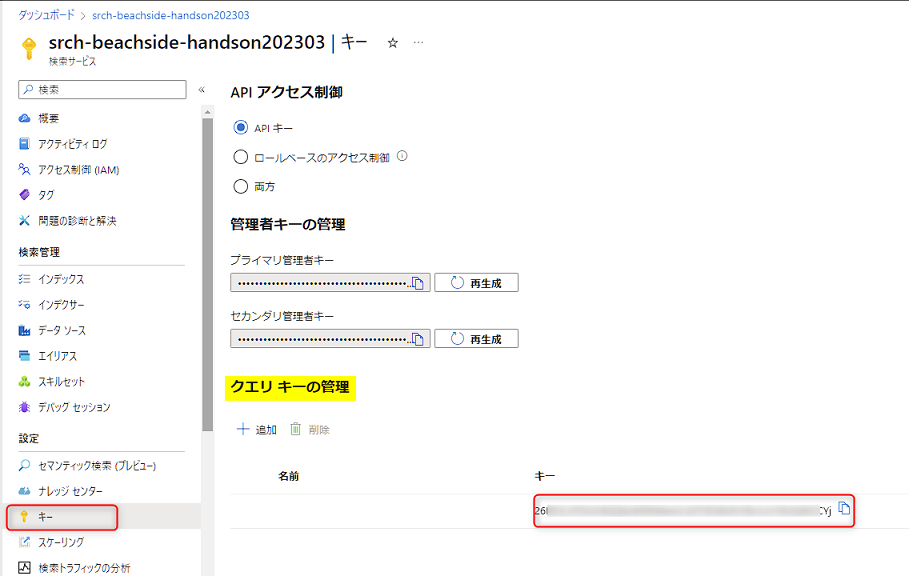 ダッシュボード > srch-beachside-handson202303
srch-beachside-handson202303 | キー ☆ …
検索サービス
検索 «
概要
アクティビティ ログ
アクセス制御 (IAM)
タグ
問題の診断と解決
検索管理
インデックス
インデクサー
データ ソース
エイリアス
スキルセット
デバッグ セッション
設定
セマンティック検索 (プレビュー)
ナレッジ センター
キー
スケーリング
検索トラフィックの分析
API アクセス制御
API キー
ロールベースのアクセス制御
両方
管理者キーの管理
プライマリ管理者キー
再生成
セカンダリ管理者キー
再生成
クエリ キーの管理
追加 削除
名前 キー